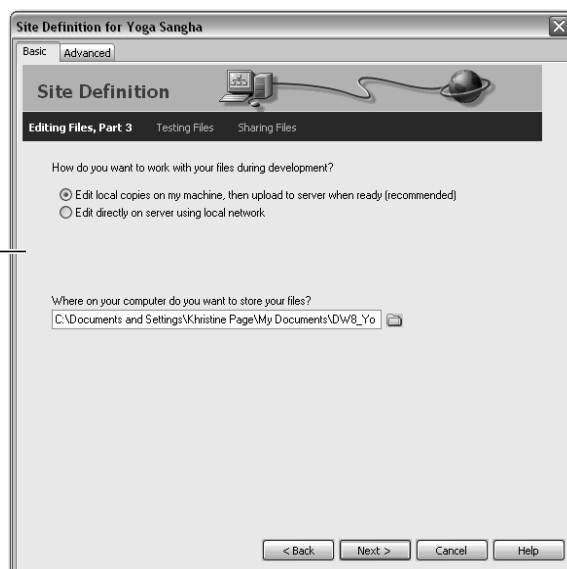 Site Definition for Yoga Sangha
Basic Advanced
Site Definition
Editing Files, Part 3 Testing Files Sharing Files
How do you want to work with your files during development?
Edit local copies on my machine, then upload to server when ready (recommended)
Edit directly on server using local network
Where on your computer do you want to store your files?
C:\Documents and Settings\Khristine Page\My Documents\DW8_Yo
< Back Next > Cancel Help